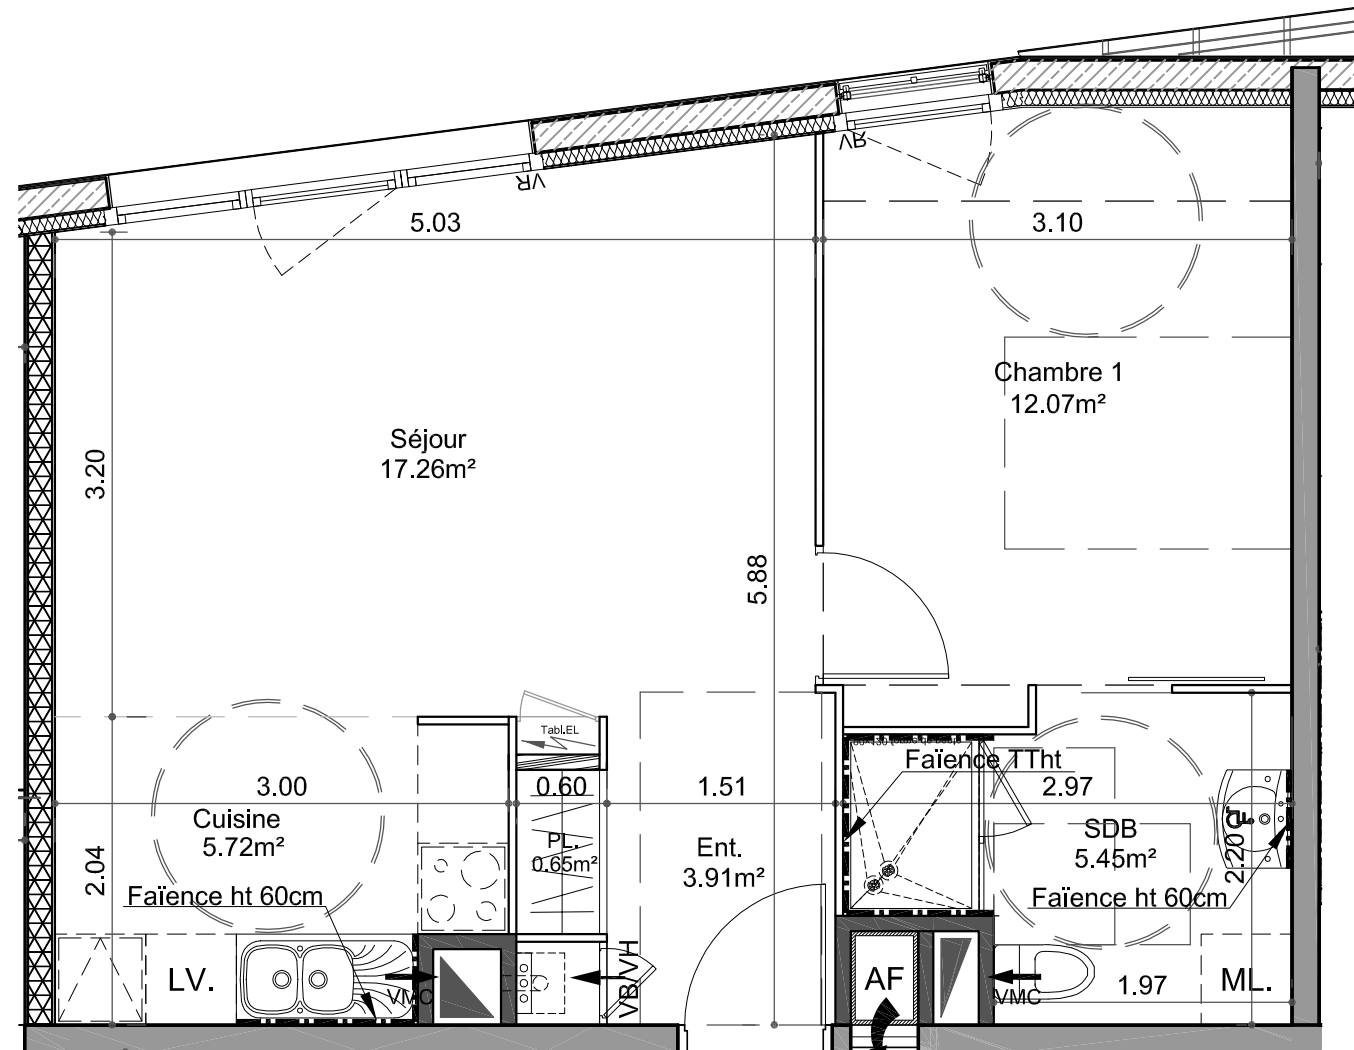 VR
VR
5.03
3.10
Chambre 1
12.07m²
Séjour
17.26m²
3.20
5.88
Tabl.EL
Faïence TTht
3.00
0.60
1.51
2.97
Cuisine
5.72m²
PL.
0.65m²
Ent.
3.91m²
SDB
5.45m²
2.04
2.20
Faïence ht 60cm
Faïence ht 60cm
LV.
VMC
VB/VH
AF
VMC
1.97
ML.